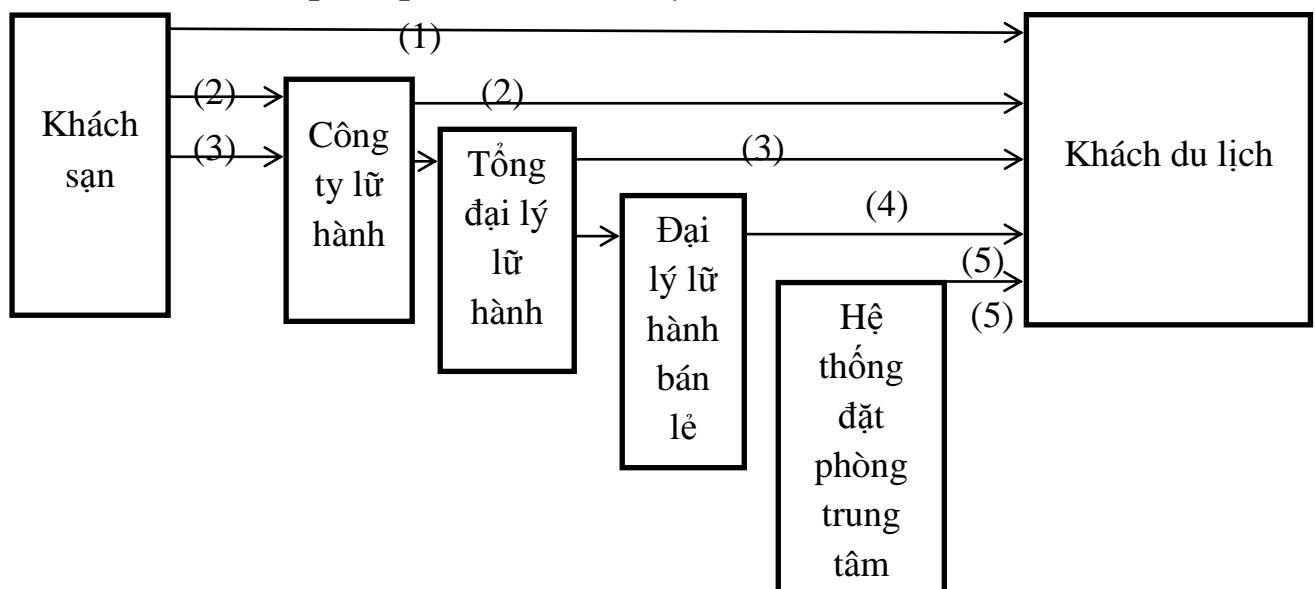 (1)
Khách
sạn
(2)
(3)
Công
ty lữ
hành
(2)
Tổng
đại lý
lữ
hành
(3)
Đại
lý lữ
hành
bán
lẻ
(4)
(5)
(5)
Hệ
thống
đặt
phòng
trung
tâm
Khách du lịch